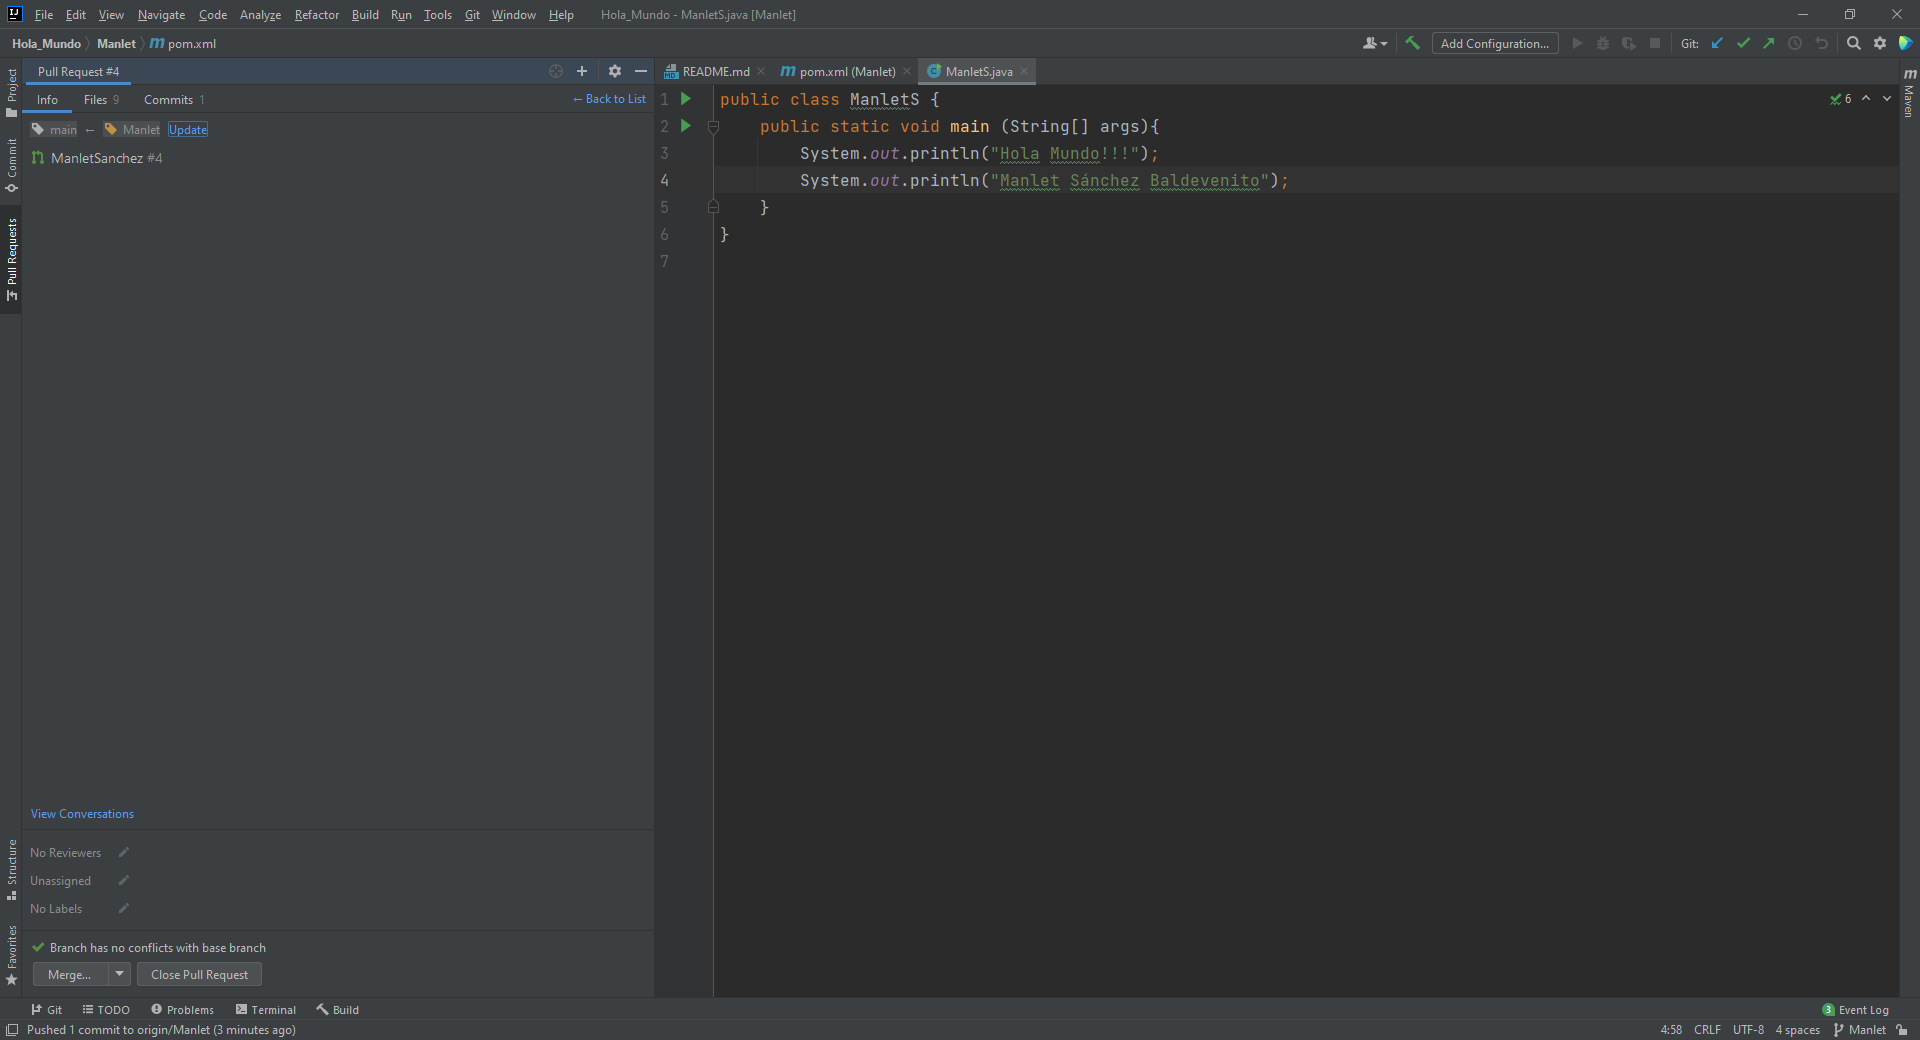 File Edit View Navigate Code Analyze Refactor Build Run Tools Git Window Help Hola_Mundo - ManletS.java [Manlet]
Hola_Mundo Manlet m pom.xml Add Configuration... Git:
Pull Request #4
README.md pom.xml (Manlet) ManletS.java
Info Files 9 Commits 1 ← Back to List
main ← Manlet Update
ManletSanchez #4
1 public class ManletS {
2 public static void main (String[] args){
3 System.out.println("Hola Mundo!!!");
4 System.out.println("Manlet Sánchez Baldevenito");
5 }
6 }
7
6
Project
Commit
Pull Requests
Structure
Favorites
m Maven
View Conversations
No Reviewers
Unassigned
No Labels
Branch has no conflicts with base branch
Merge... Close Pull Request
Git TODO Problems Terminal Build 3 Event Log
Pushed 1 commit to origin/Manlet (3 minutes ago) 4:58 CRLF UTF-8 4 spaces Manlet